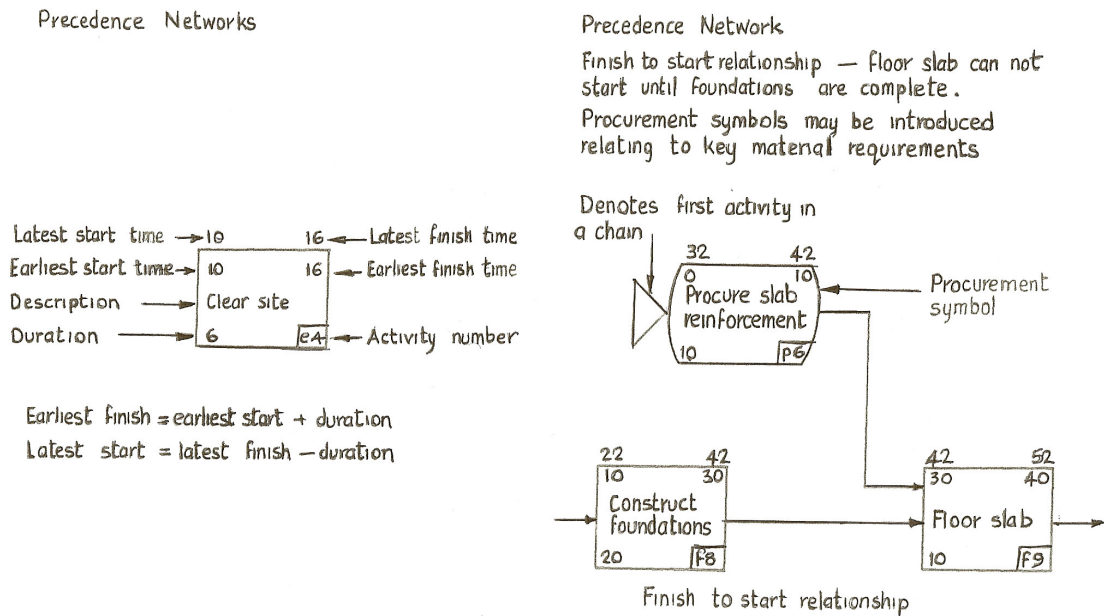 Precedence Networks
Latest start time
10
16
Latest finish time
Earliest start time
10
16
Earliest finish time
Description
Clear site
Duration
6
e4
Activity number
Earliest finish = earliest start + duration
Latest start = latest finish – duration
Precedence Network
Finish to start relationship — floor slab can not
start until foundations are complete.
Procurement symbols may be introduced
relating to key material requirements
Denotes first activity in
a chain
32
42
0
10
Procure slab
reinforcement
10
p6
Procurement
symbol
22
42
10
30
Construct
foundations
20
f8
42
52
30
40
Floor slab
10
f9
Finish to start relationship